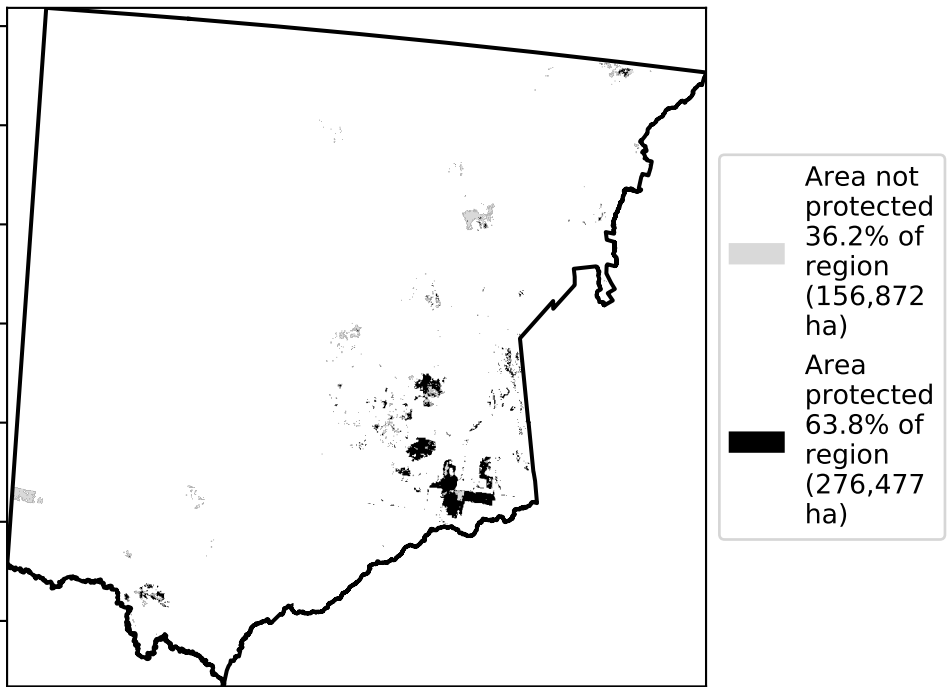 Area not
protected
36.2% of
region
(156,872
ha)
Area
protected
63.8% of
region
(276,477
ha)